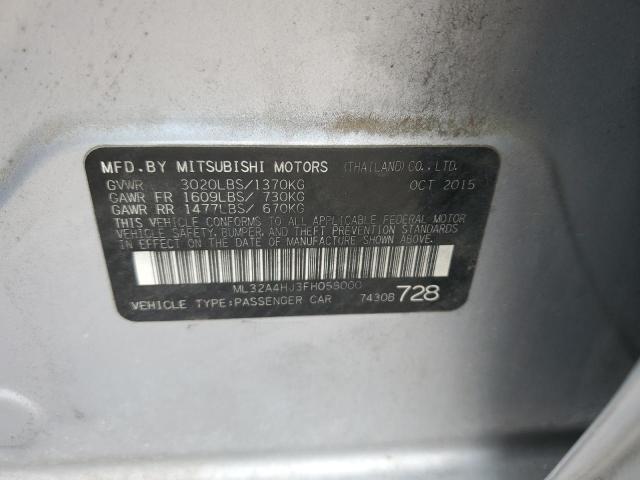 MFD.BY MITSUBISHI MOTORS (THAILAND)CO.,LTD.
GVWR 3020LBS/1370KG OCT 2015
GAWR FR 1609LBS/ 730KG
GAWR RR 1477LBS/ 670KG
THIS VEHICLE CONFORMS TO ALL APPLICABLE FEDERAL MOTOR
VEHICLE SAFETY,BUMPER, AND THEFT PREVENTION STANDARDS
IN EFFECT ON THE DATE OF MANUFACTURE SHOWN ABOVE.
ML32A4HJ3FH059000
VEHICLE TYPE:PASSENGER CAR 7430B 728